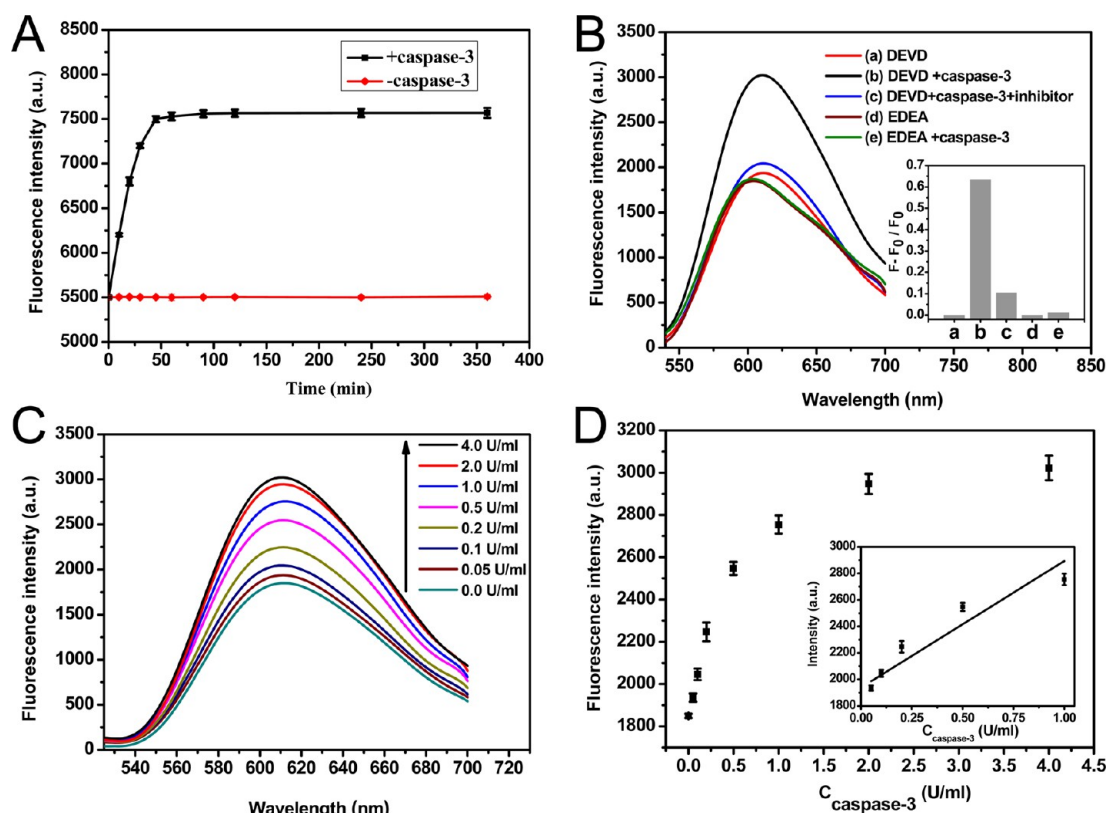 A
Fluorescence intensity (a.u.)
8500
8000
7500
7000
6500
6000
5500
5000
+caspase-3
-caspase-3
0 50 100 150 200 250 300 350 400
Time (min)
B
Fluorescence intensity (a.u.)
3500
3000
2500
2000
1500
1000
500
0
(a) DEVD
(b) DEVD +caspase-3
(c) DEVD+caspase-3+inhibitor
(d) EDEA
(e) EDEA +caspase-3
F- F0 / F0
0.7
0.6
0.5
0.4
0.3
0.2
0.1
0.0
a b c d e
550 600 650 700 750 800 850
Wavelength (nm)
C
Fluorescence intensity (a.u.)
3500
3000
2500
2000
1500
1000
500
0
4.0 U/ml
2.0 U/ml
1.0 U/ml
0.5 U/ml
0.2 U/ml
0.1 U/ml
0.05 U/ml
0.0 U/ml
520 540 560 580 600 620 640 660 680 700 720
Wavelength (nm)
D
Fluorescence intensity (a.u.)
3200
3000
2800
2600
2400
2200
2000
1800
Intensity (a.u.)
3000
2800
2600
2400
2200
2000
1800
0.00 0.25 0.50 0.75 1.00
Ccaspase-3 (U/ml)
0.0 0.5 1.0 1.5 2.0 2.5 3.0 3.5 4.0 4.5
Ccaspase-3 (U/ml)